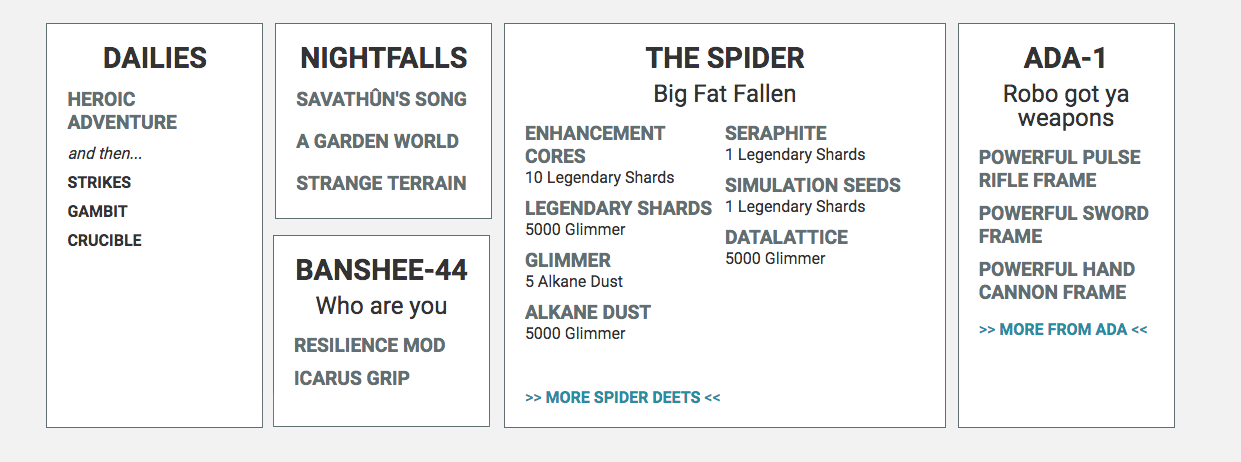 DAILIES
HEROIC
ADVENTURE
and then...
STRIKES
GAMBIT
CRUCIBLE
NIGHTFALLS
SAVATHÛN'S SONG
A GARDEN WORLD
STRANGE TERRAIN
BANSHEE-44
Who are you
RESILIENCE MOD
ICARUS GRIP
THE SPIDER
Big Fat Fallen
ENHANCEMENT
CORES
10 Legendary Shards
LEGENDARY SHARDS
5000 Glimmer
GLIMMER
5 Alkane Dust
ALKANE DUST
5000 Glimmer
SERAPHITE
1 Legendary Shards
SIMULATION SEEDS
1 Legendary Shards
DATALATTICE
5000 Glimmer
>> MORE SPIDER DEETS <<
ADA-1
Robo got ya
weapons
POWERFUL PULSE
RIFLE FRAME
POWERFUL SWORD
FRAME
POWERFUL HAND
CANNON FRAME
>> MORE FROM ADA <<